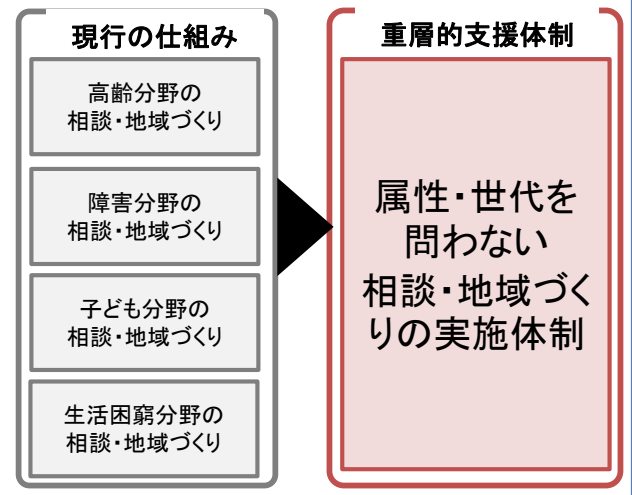 現行の仕組み
高齢分野の
相談・地域づくり
障害分野の
相談・地域づくり
子ども分野の
相談・地域づくり
生活困窮分野の
相談・地域づくり
重層的支援体制
属性・世代を
問わない
相談・地域づく
りの実施体制